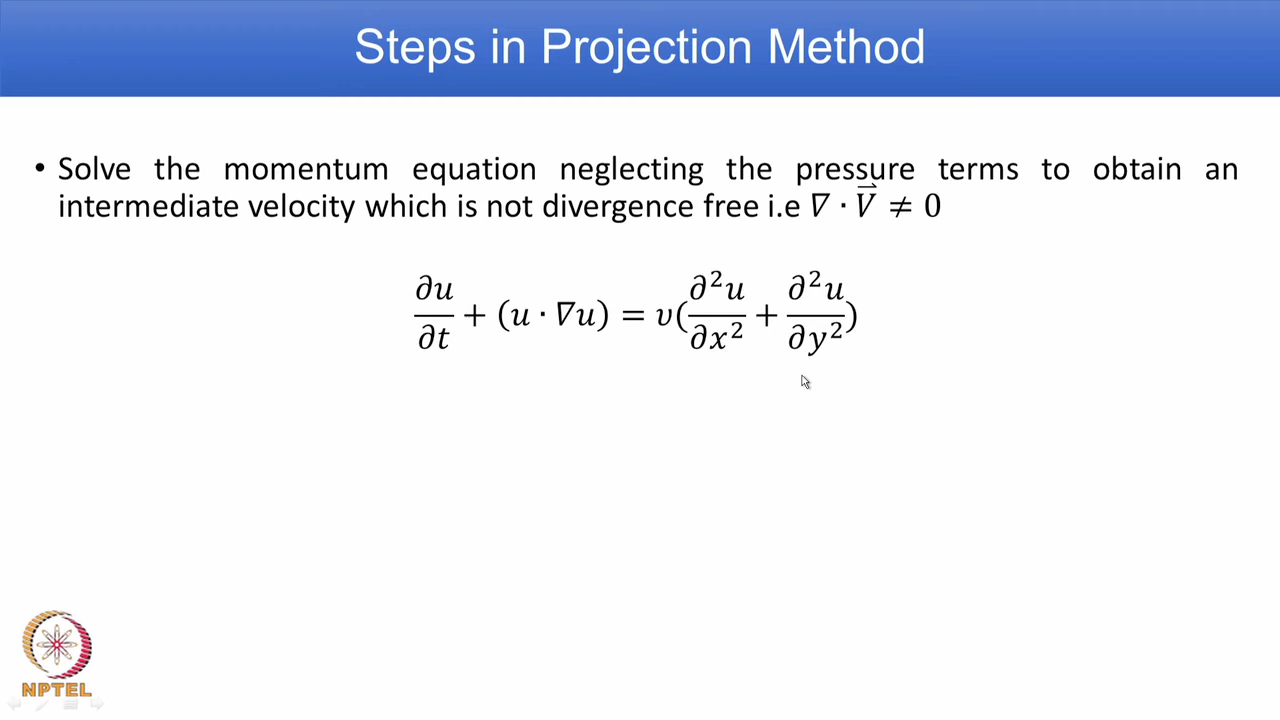 Steps in Projection Method
• Solve the momentum equation neglecting the pressure terms to obtain an
intermediate velocity which is not divergence free i.e ∇ · V⃗ ≠ 0
∂u/∂t + (u · ∇u) = υ(∂²u/∂x² + ∂²u/∂y²)
NPTEL